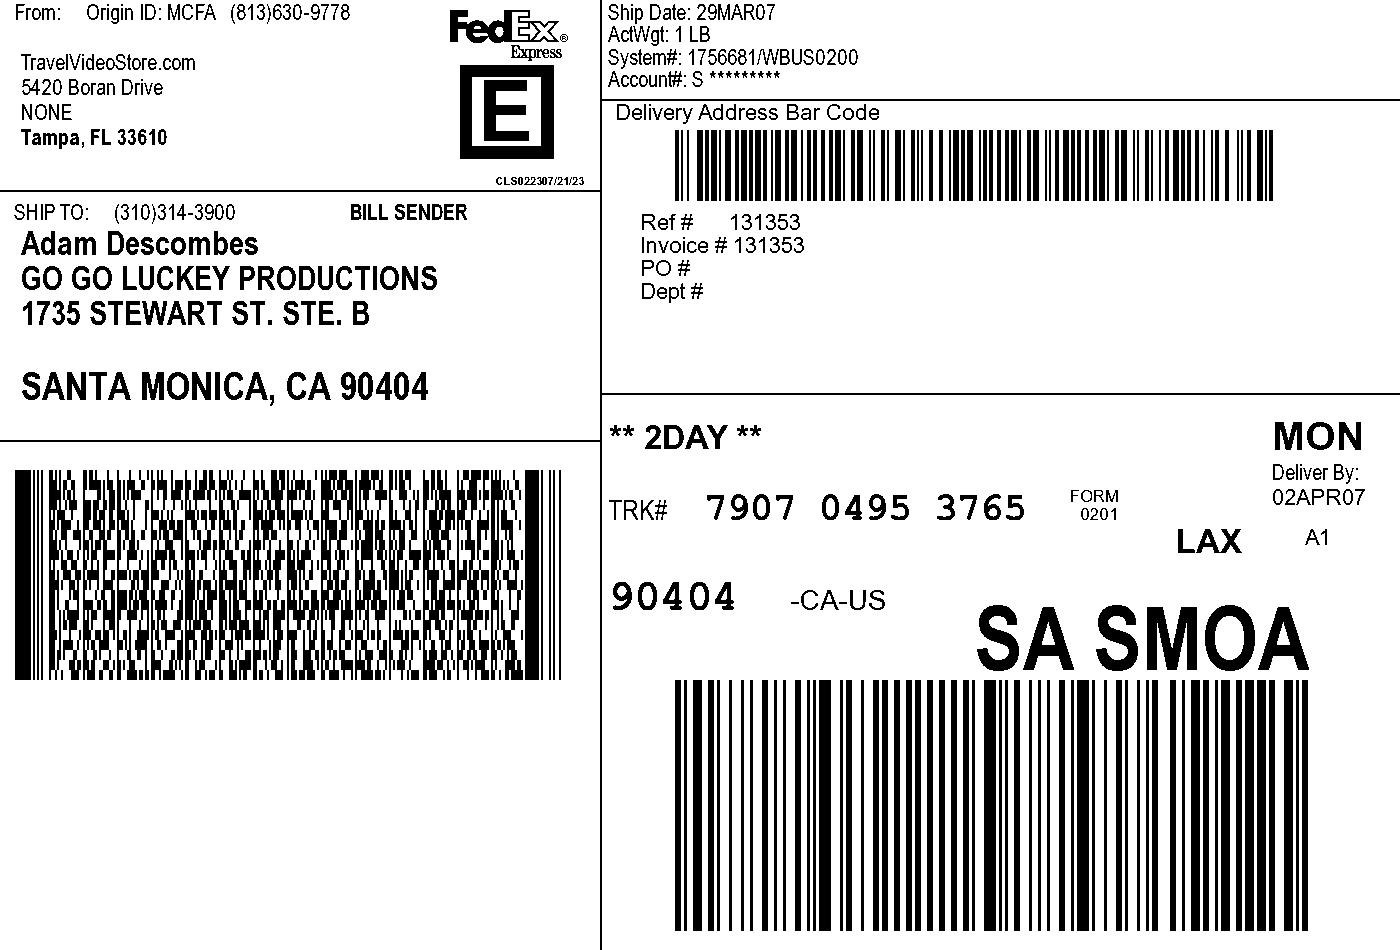 From: Origin ID: MCFA (813)630-9778
TravelVideoStore.com
5420 Boran Drive
NONE
Tampa, FL 33610
FedEx®
Express
E
CLS022307/21/23
SHIP TO: (310)314-3900 BILL SENDER
Adam Descombes
GO GO LUCKEY PRODUCTIONS
1735 STEWART ST. STE. B
SANTA MONICA, CA 90404
Ship Date: 29MAR07
ActWgt: 1 LB
System#: 1756681/WBUS0200
Account#: S *********
Delivery Address Bar Code
Ref # 131353
Invoice # 131353
PO #
Dept #
** 2DAY **
MON
Deliver By:
02APR07
TRK# 7907 0495 3765 FORM
0201
LAX A1
90404 -CA-US
SA SMOA